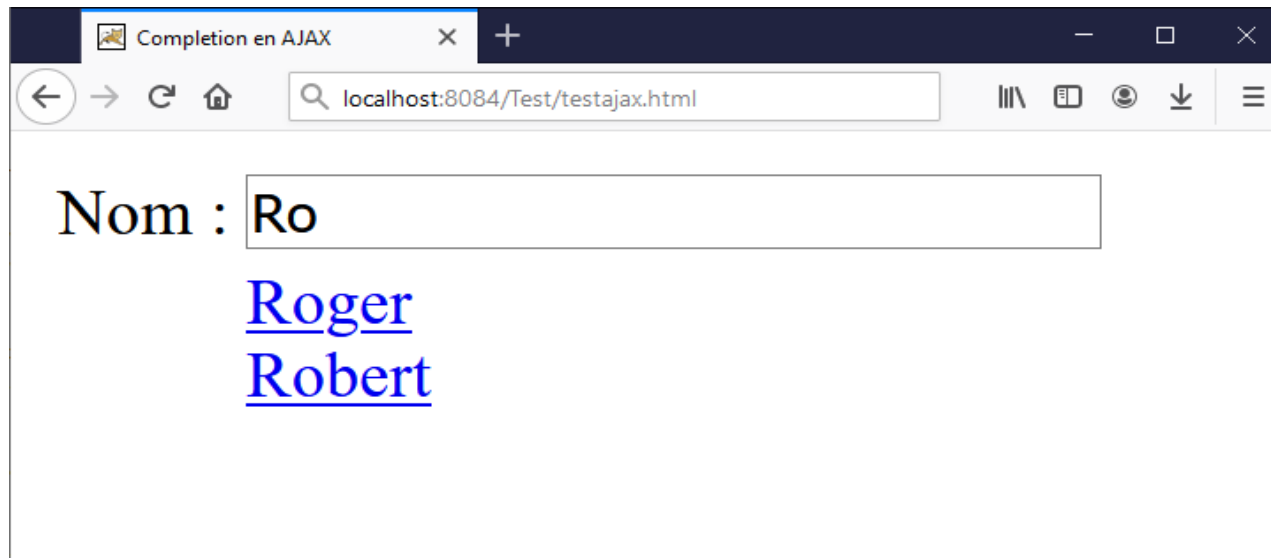 Completion en AJAX
localhost:8084/Test/testajax.html
Nom : Ro
Roger
Robert